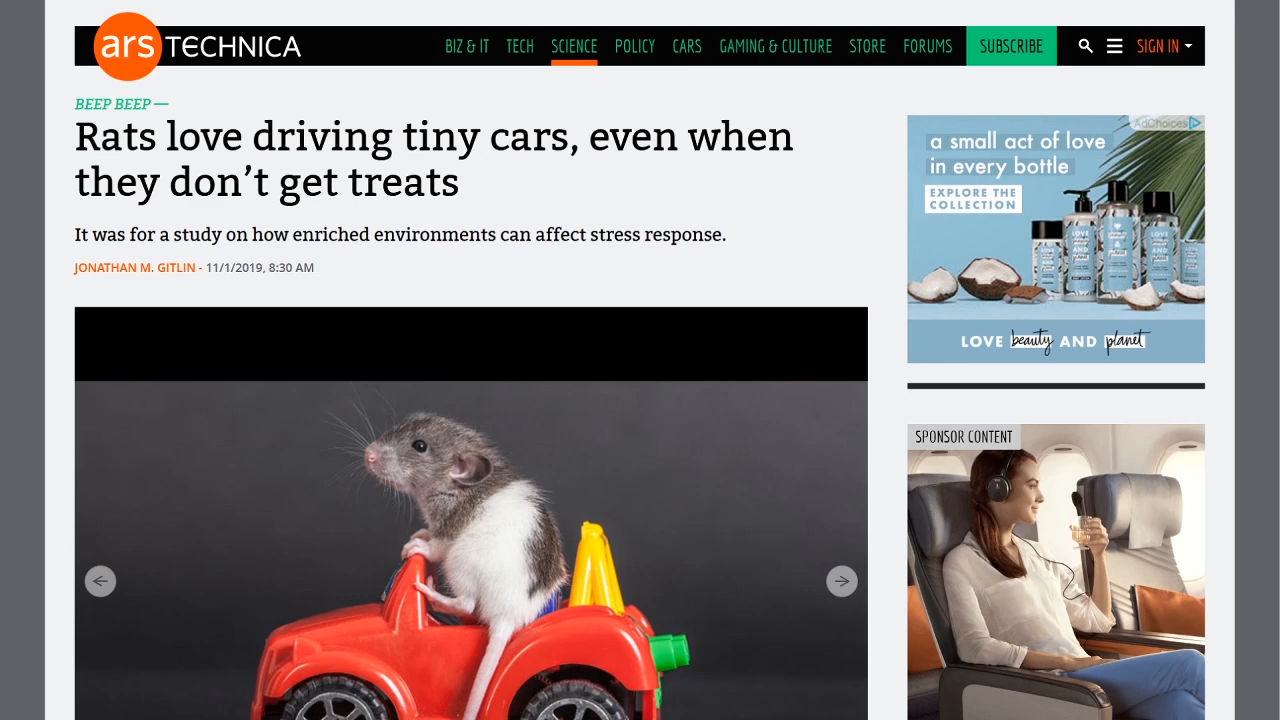 ars TECHNICA
BIZ & IT TECH SCIENCE POLICY CARS GAMING & CULTURE STORE FORUMS SUBSCRIBE SIGN IN
BEEP BEEP —
Rats love driving tiny cars, even when
they don’t get treats
It was for a study on how enriched environments can affect stress response.
JONATHAN M. GITLIN - 11/1/2019, 8:30 AM
AdChoices
a small act of love
in every bottle
EXPLORE THE
COLLECTION
LOVE beauty AND planet
SPONSOR CONTENT